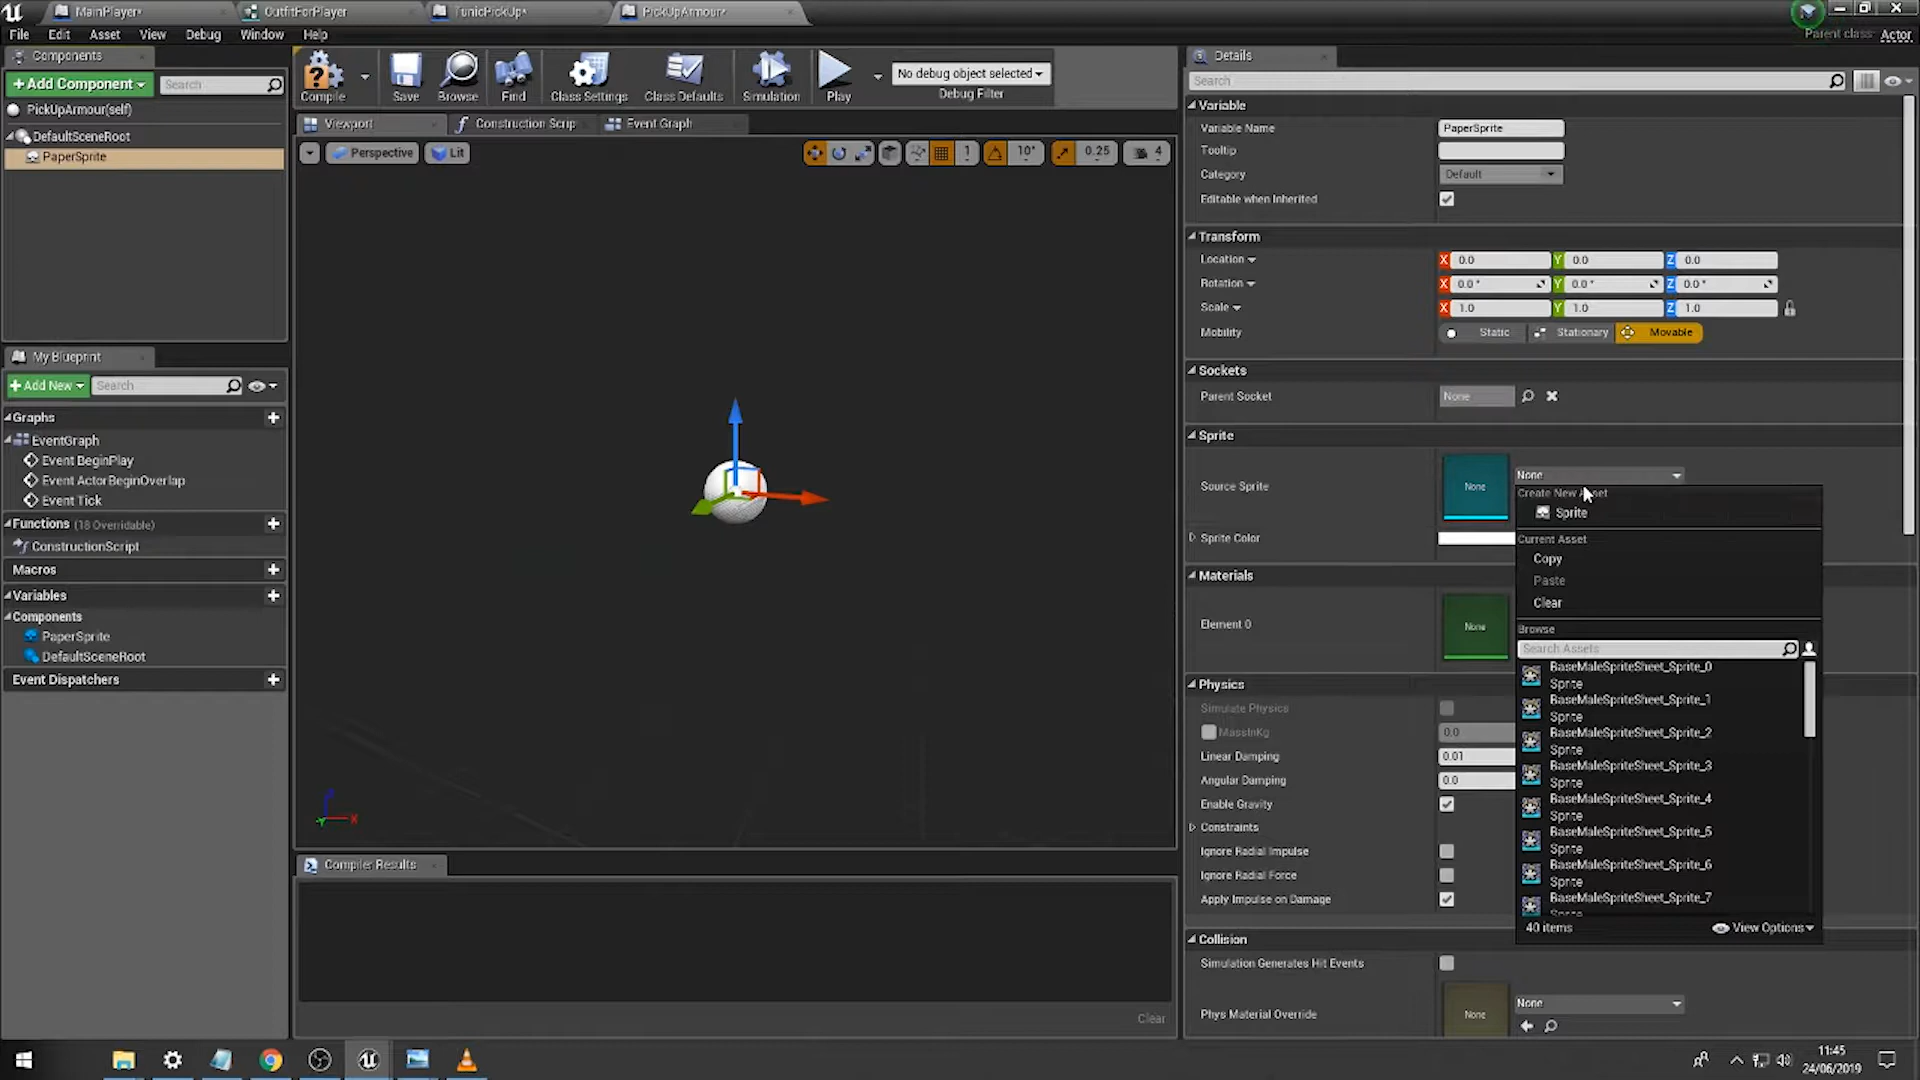 MainPlayer*
OutfitForPlayer
TunicPickUp*
PickUpArmour*
File Edit Asset View Debug Window Help
Parent class: Actor
Components
+ Add Component
Search
PickUpArmour(self)
DefaultSceneRoot
PaperSprite
My Blueprint
+ Add New
Search
Graphs
EventGraph
Event BeginPlay
Event ActorBeginOverlap
Event Tick
Functions (18 Overridable)
ConstructionScript
Macros
Variables
Components
PaperSprite
DefaultSceneRoot
Event Dispatchers
Compile
Save
Browse
Find
Class Settings
Class Defaults
Simulation
Play
No debug object selected
Debug Filter
Viewport
Construction Scrip
Event Graph
Perspective
Lit
1
10°
0.25
4
X
Compiler Results
Clear
Details
Search
Variable
Variable Name PaperSprite
Tooltip
Category Default
Editable when Inherited
Transform
Location X 0.0 Y 0.0 Z 0.0
Rotation X 0.0 ° Y 0.0 ° Z 0.0 °
Scale X 1.0 Y 1.0 Z 1.0
Mobility Static Stationary Movable
Sockets
Parent Socket None
Sprite
Source Sprite None None
Sprite Color
Materials
Element 0 None
Physics
Simulate Physics
MassInKg 0.0
Linear Damping 0.01
Angular Damping 0.0
Enable Gravity
Constraints
Ignore Radial Impulse
Ignore Radial Force
Apply Impulse on Damage
Collision
Simulation Generates Hit Events
Phys Material Override None None
Create New Asset
Sprite
Current Asset
Copy
Paste
Clear
Browse
Search Assets
BaseMaleSpriteSheet_Sprite_0
Sprite
BaseMaleSpriteSheet_Sprite_1
Sprite
BaseMaleSpriteSheet_Sprite_2
Sprite
BaseMaleSpriteSheet_Sprite_3
Sprite
BaseMaleSpriteSheet_Sprite_4
Sprite
BaseMaleSpriteSheet_Sprite_5
Sprite
BaseMaleSpriteSheet_Sprite_6
Sprite
BaseMaleSpriteSheet_Sprite_7
40 items
View Options
11:45
24/06/2019